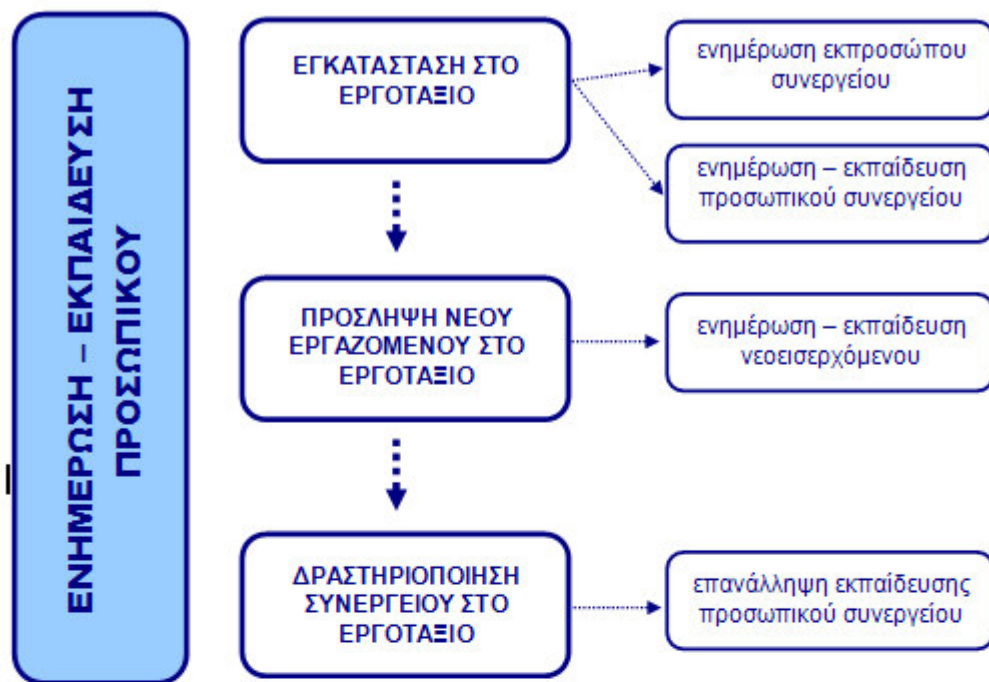 ΕΝΗΜΕΡΩΣΗ – ΕΚΠΑΙΔΕΥΣΗ
ΠΡΟΣΩΠΙΚΟΥ
ΕΓΚΑΤΑΣΤΑΣΗ ΣΤΟ
ΕΡΓΟΤΑΞΙΟ
ενημέρωση εκπροσώπου
συνεργείου
ενημέρωση – εκπαίδευση
προσωπικού συνεργείου
ΠΡΟΣΛΗΨΗ ΝΕΟΥ
ΕΡΓΑΖΟΜΕΝΟΥ ΣΤΟ
ΕΡΓΟΤΑΞΙΟ
ενημέρωση – εκπαίδευση
νεοεισερχόμενου
ΔΡΑΣΤΗΡΙΟΠΟΙΗΣΗ
ΣΥΝΕΡΓΕΙΟΥ ΣΤΟ
ΕΡΓΟΤΑΞΙΟ
επανάλληψη εκπαίδευσης
προσωπικού συνεργείου